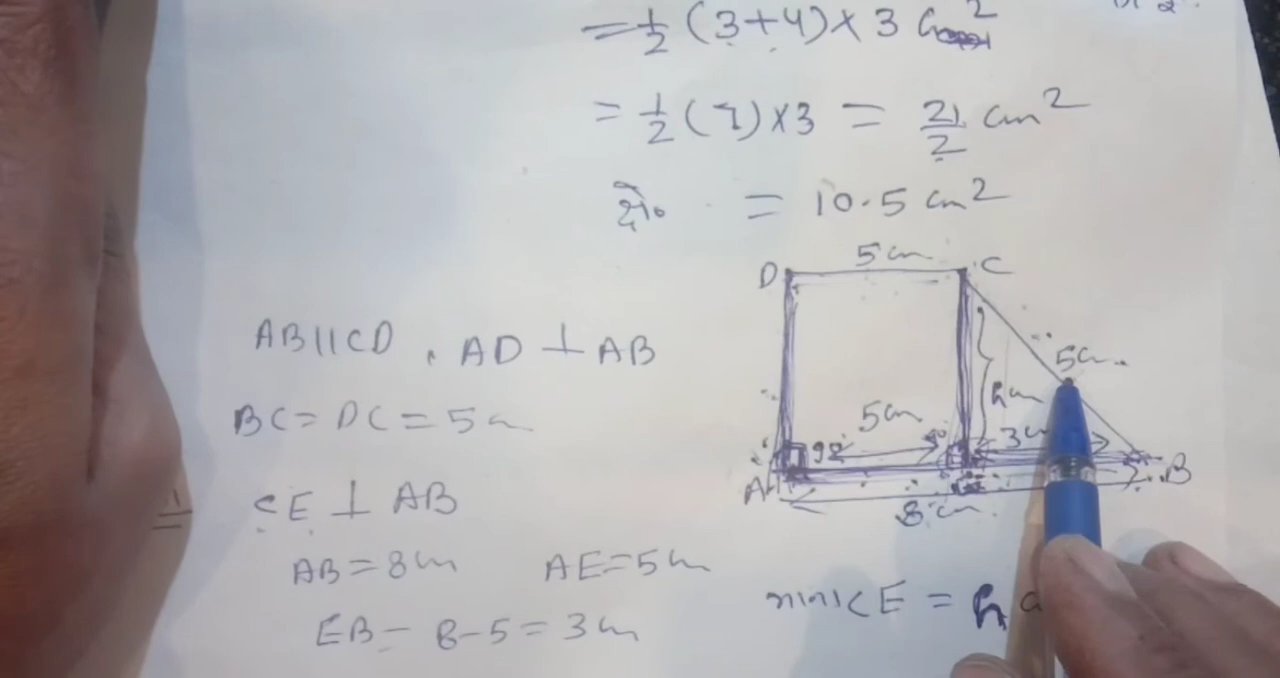 = 1/2 (3+4) × 3 cm²
= 1/2 (7) × 3 = 21/2 cm²
= 10.5 cm²
D 5cm C
AB || CD , AD ⊥ AB
5cm
BC = DC = 5cm
5cm 90° h cm 3cm
90°
CE ⊥ AB
A B
8cm
AB = 8cm AE = 5cm
CE = h
EB = 8-5 = 3cm